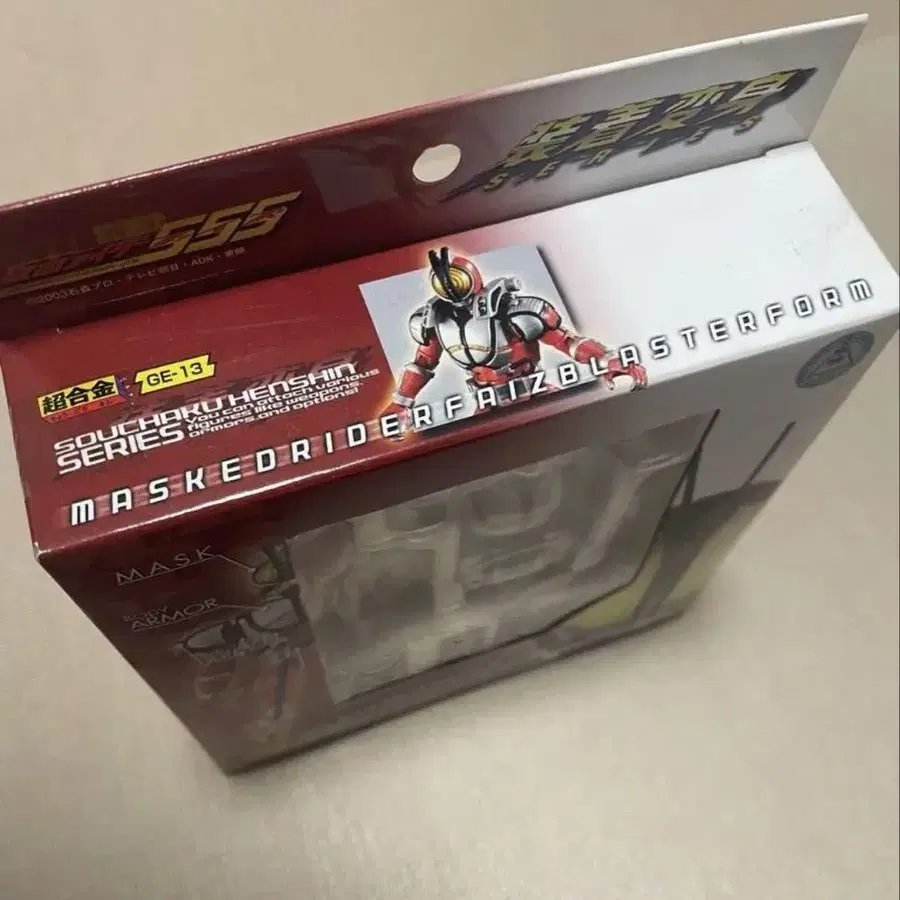 装着変身
SERIES
仮面ライダー555
©2003石森プロ・テレビ朝日・ADK・東映
超合金
GE-13
SOUCHAKU HENSHIN
SERIES
You can attach various
figures like weapons,
armors,and options!
MASKEDRIDERFAIZBLASTERFORM
MASK
BODY
ARMOR